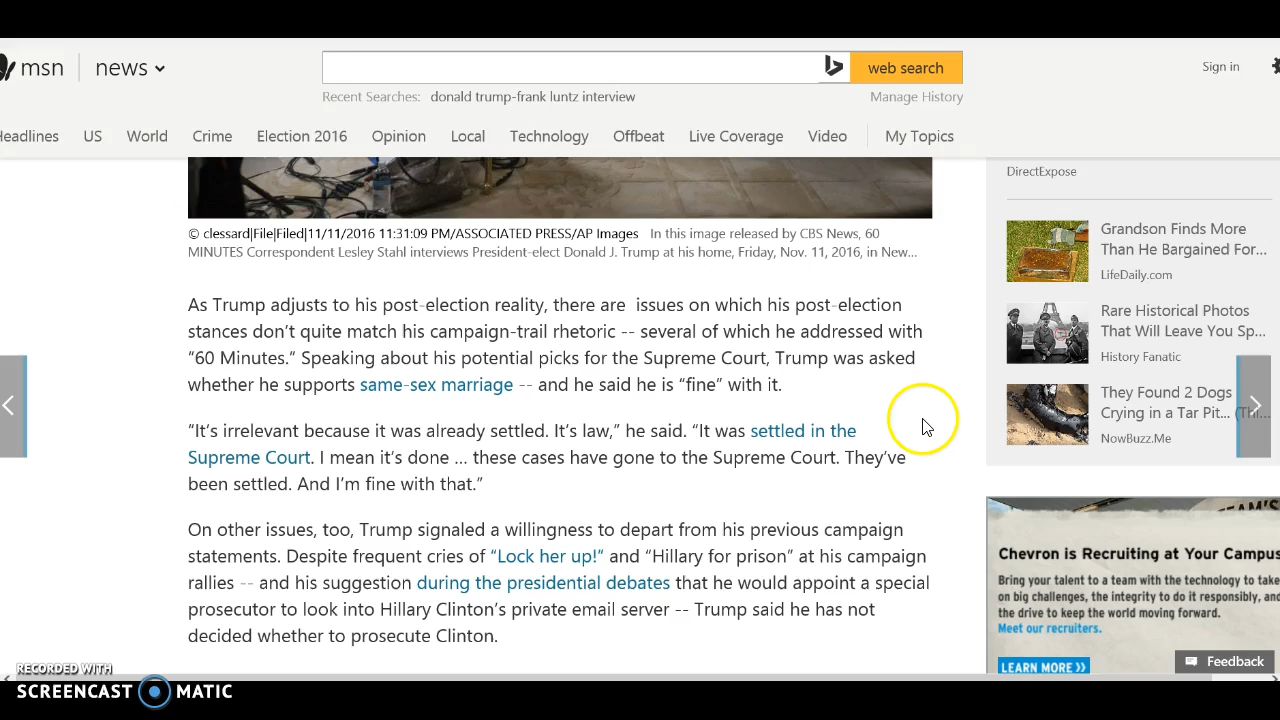 msn news web search Sign in
Recent Searches: donald trump-frank luntz interview Manage History
Headlines US World Crime Election 2016 Opinion Local Technology Offbeat Live Coverage Video My Topics
© clessard|File|Filed|11/11/2016 11:31:09 PM/ASSOCIATED PRESS/AP Images In this image released by CBS News, 60
MINUTES Correspondent Lesley Stahl interviews President-elect Donald J. Trump at his home, Friday, Nov. 11, 2016, in New...
As Trump adjusts to his post-election reality, there are issues on which his post-election
stances don’t quite match his campaign-trail rhetoric -- several of which he addressed with
“60 Minutes.” Speaking about his potential picks for the Supreme Court, Trump was asked
whether he supports same-sex marriage -- and he said he is “fine” with it.
“It’s irrelevant because it was already settled. It’s law,” he said. “It was settled in the
Supreme Court. I mean it’s done … these cases have gone to the Supreme Court. They’ve
been settled. And I’m fine with that.”
On other issues, too, Trump signaled a willingness to depart from his previous campaign
statements. Despite frequent cries of “Lock her up!” and “Hillary for prison” at his campaign
rallies -- and his suggestion during the presidential debates that he would appoint a special
prosecutor to look into Hillary Clinton’s private email server -- Trump said he has not
decided whether to prosecute Clinton.
DirectExpose
Grandson Finds More
Than He Bargained For...
LifeDaily.com
Rare Historical Photos
That Will Leave You Sp...
History Fanatic
They Found 2 Dogs
Crying in a Tar Pit...
NowBuzz.Me
TEAM'S
Chevron is Recruiting at Your Campus
Bring your talent to a team with the technology to take
on big challenges, the integrity to do it responsibly, and
the drive to keep the world moving forward.
Meet our recruiters.
LEARN MORE
Feedback
RECORDED WITH
SCREENCAST MATIC